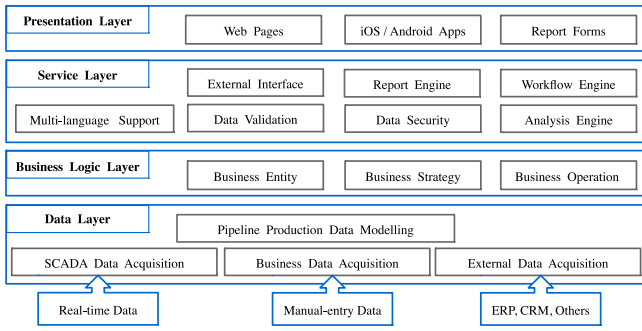 Presentation Layer
Web Pages
iOS / Android Apps
Report Forms
Service Layer
External Interface
Report Engine
Workflow Engine
Multi-language Support
Data Validation
Data Security
Analysis Engine
Business Logic Layer
Business Entity
Business Strategy
Business Operation
Data Layer
Pipeline Production Data Modelling
SCADA Data Acquisition
Business Data Acquisition
External Data Acquisition
Real-time Data
Manual-entry Data
ERP, CRM, Others